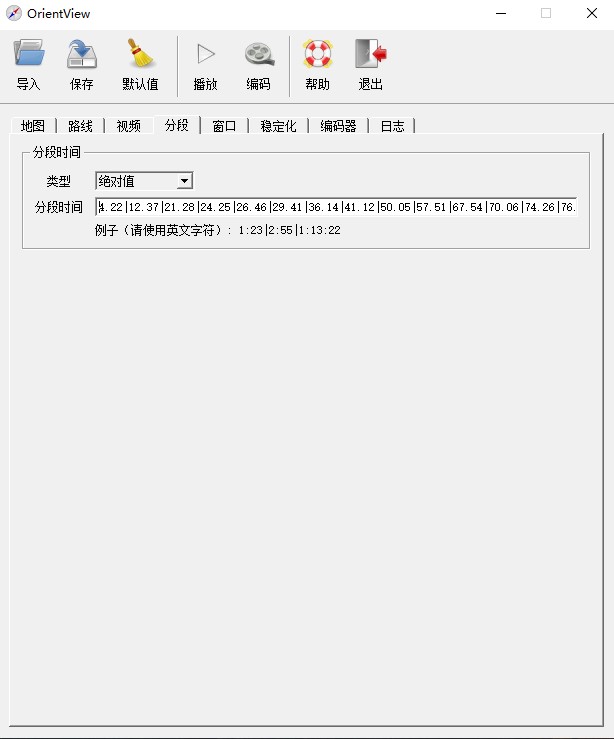 OrientView
导入 保存 默认值 播放 编码 帮助 退出
地图 路线 视频 分段 窗口 稳定化 编码器 日志
分段时间
类型 绝对值
分段时间 4.22|12.37|21.28|24.25|26.46|29.41|36.14|41.12|50.05|57.51|67.54|70.06|74.26|76.
例子（请使用英文字符）: 1:23|2:55|1:13:22